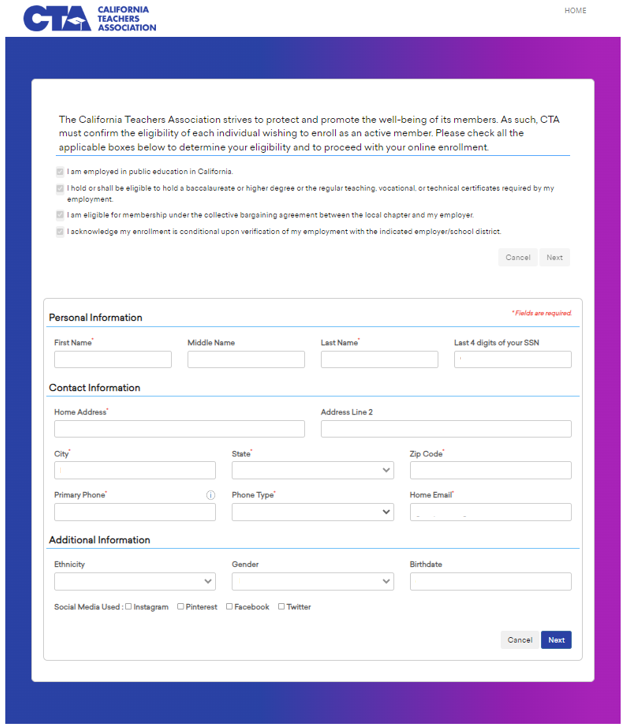 CTA CALIFORNIA
TEACHERS
ASSOCIATION
HOME
The California Teachers Association strives to protect and promote the well-being of its members. As such, CTA
must confirm the eligibility of each individual wishing to enroll as an active member. Please check all the
applicable boxes below to determine your eligibility and to proceed with your online enrollment.
I am employed in public education in California.
I hold or shall be eligible to hold a baccalaureate or higher degree or the regular teaching, vocational, or technical certificates required by my
employment.
I am eligible for membership under the collective bargaining agreement between the local chapter and my employer.
I acknowledge my enrollment is conditional upon verification of my employment with the indicated employer/school district.
Cancel Next
Personal Information
* Fields are required.
First Name* Middle Name Last Name* Last 4 digits of your SSN
Contact Information
Home Address* Address Line 2
City* State* Zip Code*
Primary Phone* Phone Type* Home Email*
Additional Information
Ethnicity Gender Birthdate
Social Media Used : Instagram Pinterest Facebook Twitter
Cancel Next